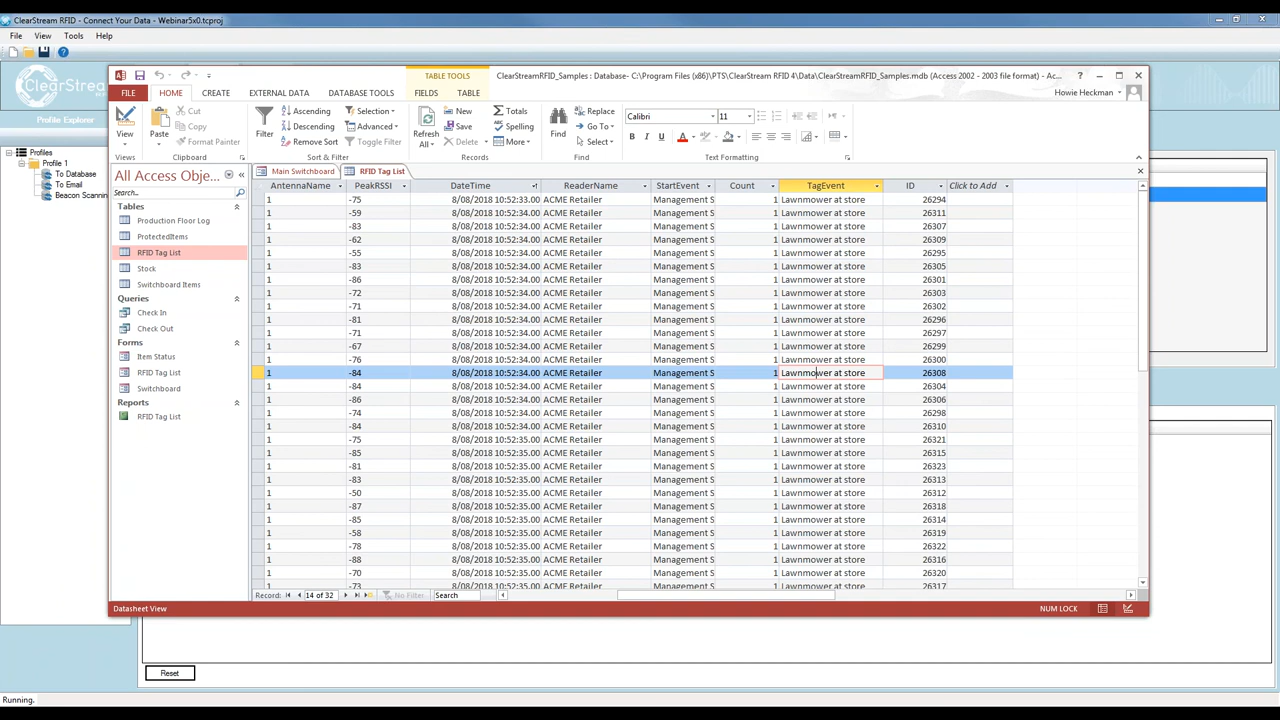 ClearStream RFID - Connect Your Data - Webinar5x0.tcproj
File View Tools Help
Profile Explorer
Profiles
Profile 1
To Database
To Email
Beacon Scannin
TABLE TOOLS
ClearStreamRFID_Samples : Database- C:\Program Files (x86)\PTS\ClearStream RFID 4\Data\ClearStreamRFID_Samples.mdb (Access 2002 - 2003 file format) - Ac...
FILE HOME CREATE EXTERNAL DATA DATABASE TOOLS FIELDS TABLE
Howie Heckman
View
Views
Paste
Cut
Copy
Format Painter
Clipboard
Filter
Ascending
Descending
Remove Sort
Selection
Advanced
Toggle Filter
Sort & Filter
Refresh All
New
Save
Delete
Totals
Spelling
More
Records
Find
Replace
Go To
Select
Find
Calibri 11
B I U A
Text Formatting
All Access Obje...
Search...
Tables
Production Floor Log
ProtectedItems
RFID Tag List
Stock
Switchboard Items
Queries
Check In
Check Out
Forms
Item Status
RFID Tag List
Switchboard
Reports
RFID Tag List
Main Switchboard RFID Tag List
AntennaName PeakRSSI DateTime ReaderName StartEvent Count TagEvent ID Click to Add
1 -75 8/08/2018 10:52:33.00 ACME Retailer Management S 1 Lawnmower at store 26294
1 -59 8/08/2018 10:52:34.00 ACME Retailer Management S 1 Lawnmower at store 26311
1 -83 8/08/2018 10:52:34.00 ACME Retailer Management S 1 Lawnmower at store 26307
1 -62 8/08/2018 10:52:34.00 ACME Retailer Management S 1 Lawnmower at store 26309
1 -55 8/08/2018 10:52:34.00 ACME Retailer Management S 1 Lawnmower at store 26295
1 -83 8/08/2018 10:52:34.00 ACME Retailer Management S 1 Lawnmower at store 26305
1 -86 8/08/2018 10:52:34.00 ACME Retailer Management S 1 Lawnmower at store 26301
1 -72 8/08/2018 10:52:34.00 ACME Retailer Management S 1 Lawnmower at store 26303
1 -71 8/08/2018 10:52:34.00 ACME Retailer Management S 1 Lawnmower at store 26302
1 -81 8/08/2018 10:52:34.00 ACME Retailer Management S 1 Lawnmower at store 26296
1 -71 8/08/2018 10:52:34.00 ACME Retailer Management S 1 Lawnmower at store 26297
1 -67 8/08/2018 10:52:34.00 ACME Retailer Management S 1 Lawnmower at store 26299
1 -76 8/08/2018 10:52:34.00 ACME Retailer Management S 1 Lawnmower at store 26300
1 -84 8/08/2018 10:52:34.00 ACME Retailer Management S 1 Lawnmower at store 26308
1 -84 8/08/2018 10:52:34.00 ACME Retailer Management S 1 Lawnmower at store 26304
1 -86 8/08/2018 10:52:34.00 ACME Retailer Management S 1 Lawnmower at store 26306
1 -74 8/08/2018 10:52:34.00 ACME Retailer Management S 1 Lawnmower at store 26298
1 -84 8/08/2018 10:52:34.00 ACME Retailer Management S 1 Lawnmower at store 26310
1 -75 8/08/2018 10:52:35.00 ACME Retailer Management S 1 Lawnmower at store 26321
1 -85 8/08/2018 10:52:35.00 ACME Retailer Management S 1 Lawnmower at store 26315
1 -81 8/08/2018 10:52:35.00 ACME Retailer Management S 1 Lawnmower at store 26323
1 -83 8/08/2018 10:52:35.00 ACME Retailer Management S 1 Lawnmower at store 26313
1 -50 8/08/2018 10:52:35.00 ACME Retailer Management S 1 Lawnmower at store 26312
1 -87 8/08/2018 10:52:35.00 ACME Retailer Management S 1 Lawnmower at store 26318
1 -85 8/08/2018 10:52:35.00 ACME Retailer Management S 1 Lawnmower at store 26314
1 -58 8/08/2018 10:52:35.00 ACME Retailer Management S 1 Lawnmower at store 26319
1 -78 8/08/2018 10:52:35.00 ACME Retailer Management S 1 Lawnmower at store 26322
1 -88 8/08/2018 10:52:35.00 ACME Retailer Management S 1 Lawnmower at store 26316
1 -70 8/08/2018 10:52:35.00 ACME Retailer Management S 1 Lawnmower at store 26320
1 -73 8/08/2018 10:52:35.00 ACME Retailer Management S 1 Lawnmower at store 26317
Record: 14 of 32 No Filter Search
Datasheet View
NUM LOCK
Reset
Running.